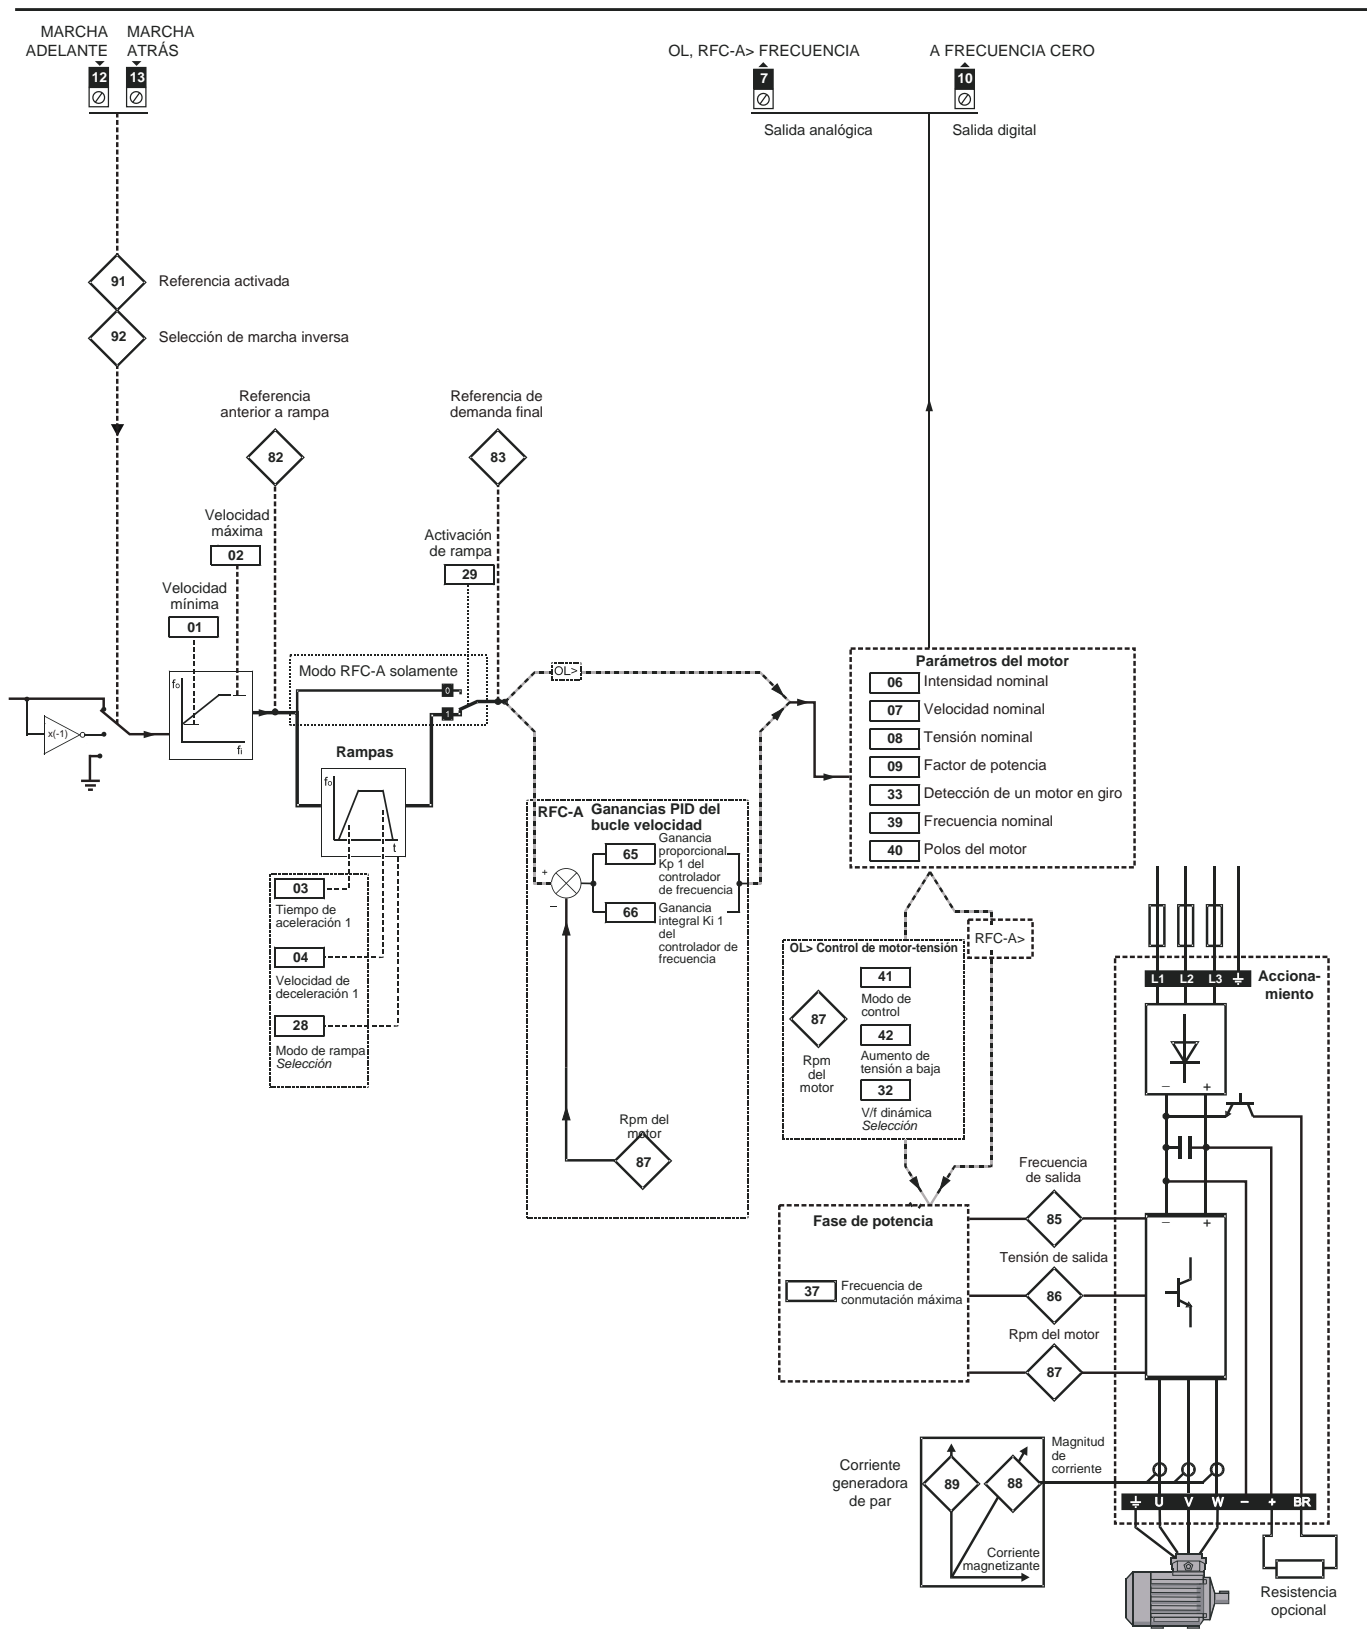 MARCHA
ADELANTE
MARCHA
ATRÁS
12
13
OL, RFC-A> FRECUENCIA
7
A FRECUENCIA CERO
10
Salida analógica
Salida digital
91
Referencia activada
92
Selección de marcha inversa
Referencia
anterior a rampa
82
Referencia de
demanda final
83
Velocidad
máxima
02
Activación
de rampa
29
Velocidad
mínima
01
Modo RFC-A solamente
0
1
OL>
x(-1)
fo
fi
Rampas
fo
t
03
Tiempo de
aceleración 1
04
Velocidad de
deceleración 1
28
Modo de rampa
Selección
RFC-A
Ganancias PID del
bucle velocidad
65
Ganancia
proporcional
Kp 1 del
controlador
de frecuencia
66
Ganancia
integral Ki 1
del
controlador de
frecuencia
+
–
Rpm del
motor
87
Parámetros del motor
06
Intensidad nominal
07
Velocidad nominal
08
Tensión nominal
09
Factor de potencia
33
Detección de un motor en giro
39
Frecuencia nominal
40
Polos del motor
RFC-A>
OL> Control de motor-tensión
87
Rpm
del
motor
41
Modo de
control
42
Aumento de
tensión a baja
32
V/f dinámica
Selección
Fase de potencia
37
Frecuencia de
conmutación máxima
Frecuencia
de salida
85
Tensión de salida
86
Rpm del motor
87
L1 L2 L3
Acciona-
miento
– +
– +
Corriente
generadora
de par
89
88
Magnitud
de
corriente
Corriente
magnetizante
U V W – + BR
Resistencia
opcional